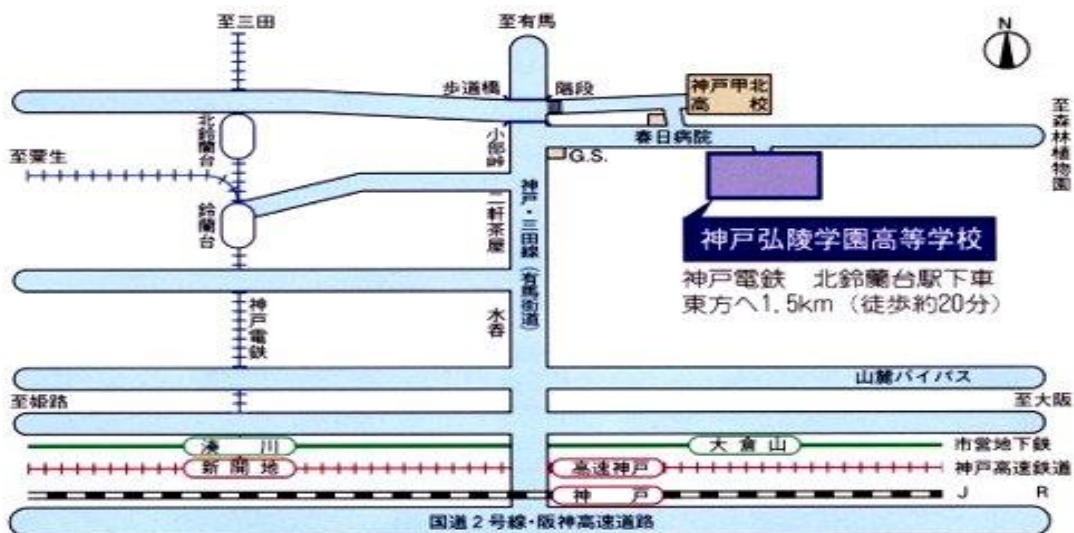 至三田
至有馬
N
歩道橋
階段
神戸甲北
高校
北鈴蘭台
小部峠
春日病院
至森林植物園
至粟生
G.S.
鈴蘭台
二軒茶屋
神戸・三田線(有馬街道)
神戸弘陵学園高等学校
神戸電鉄 北鈴蘭台駅下車
東方へ1.5km(徒歩約20分)
神戸電鉄
水呑
山麓バイパス
至姫路
至大阪
湊川
大倉山
市営地下鉄
新開地
高速神戸
神戸高速鉄道
神戸
JR
国道2号線・阪神高速道路